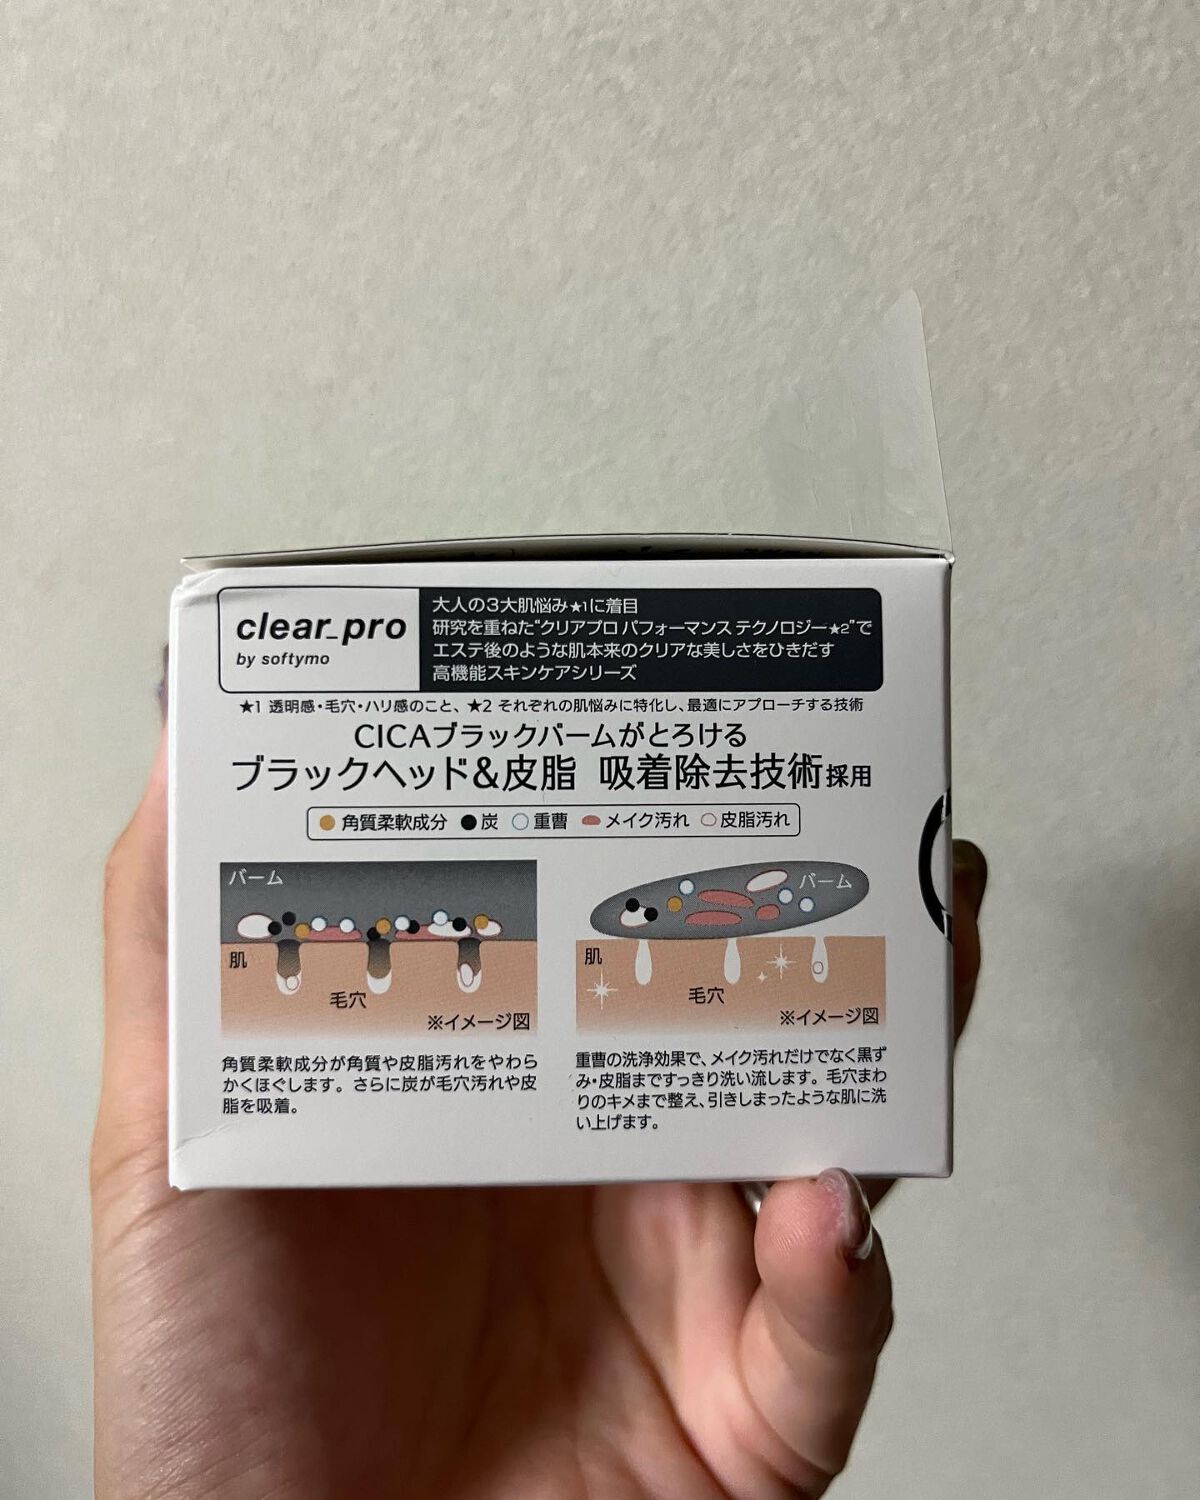 clear_pro
by softymo
大人の3大肌悩み★1に着目
研究を重ねた“クリアプロ パフォーマンス テクノロジー★2”で
エステ後のような肌本来のクリアな美しさをひきだす
高機能スキンケアシリーズ
★1 透明感・毛穴・ハリ感のこと、★2 それぞれの肌悩みに特化し、最適にアプローチする技術
CICAブラックバームがとろける
ブラックヘッド&皮脂 吸着除去技術採用
角質柔軟成分 炭 重曹 メイク汚れ 皮脂汚れ
バーム
肌
毛穴
※イメージ図
角質柔軟成分が角質や皮脂汚れをやわら
かくほぐします。さらに炭が毛穴汚れや皮
脂を吸着。
バーム
肌
毛穴
※イメージ図
重曹の洗浄効果で、メイク汚れだけでなく黒ず
み・皮脂まですっきり洗い流します。毛穴まわ
りのキメまで整え、引きしまったような肌に洗
い上げます。